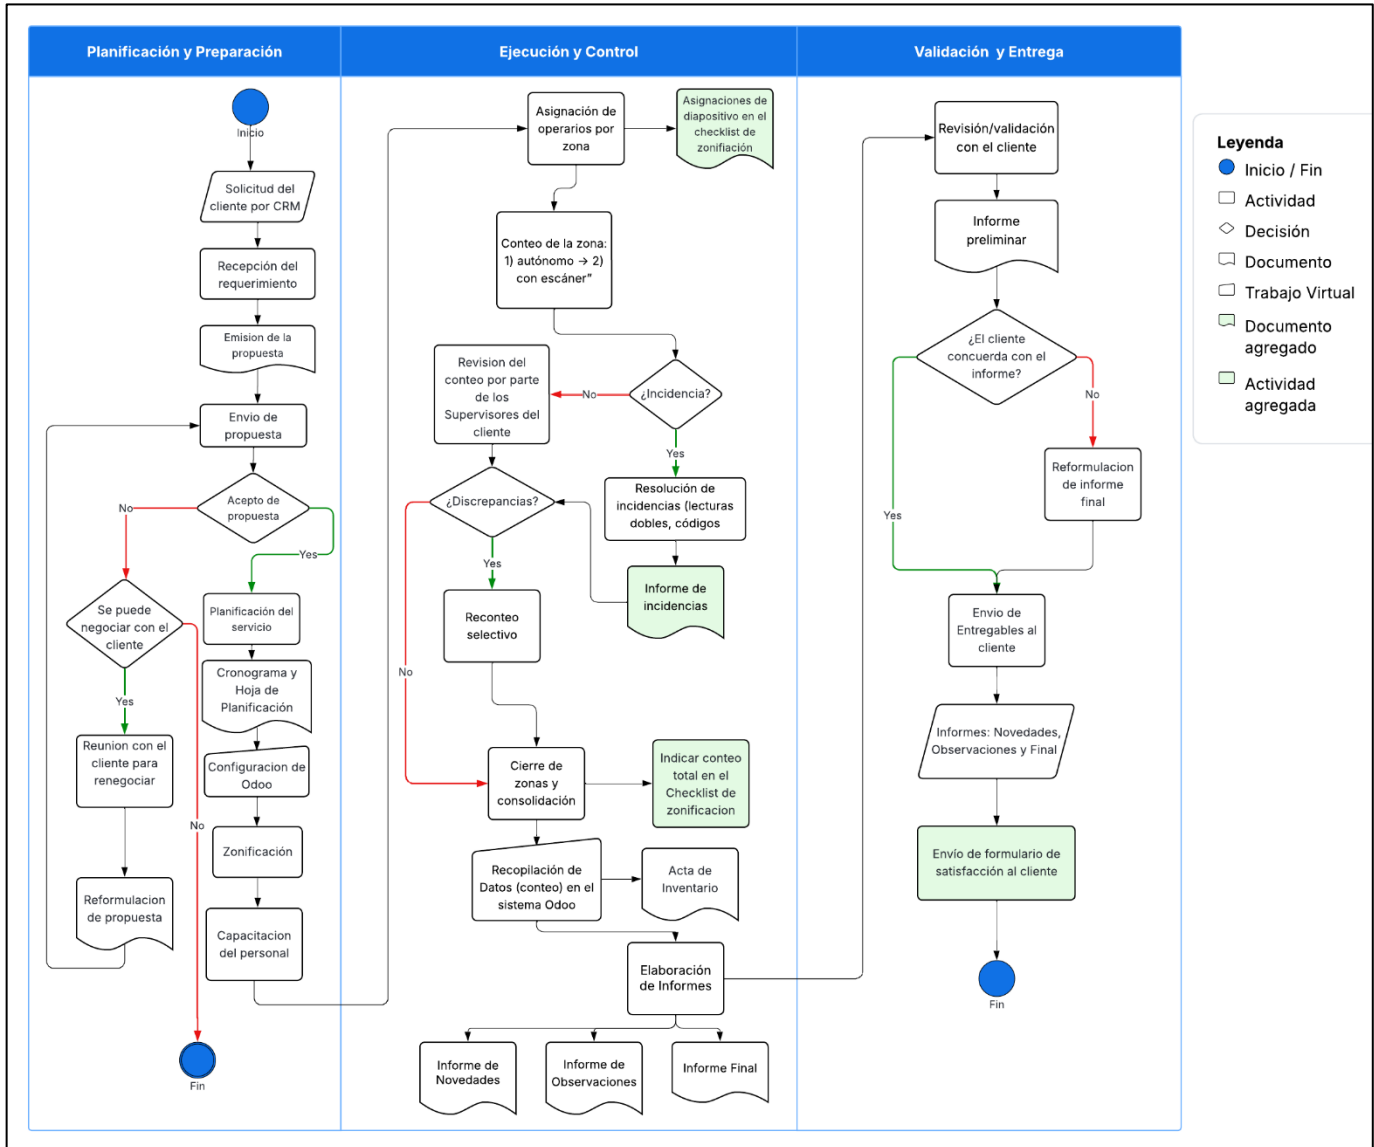 Planificación y Preparación
Inicio
Solicitud del
cliente por CRM
Recepción del
requerimiento
Emision de la
propuesta
Envio de
propuesta
Acepto de
propuesta
No
Yes
Se puede
negociar con el
cliente
Yes
No
Reunion con el
cliente para
renegociar
Reformulacion
de propuesta
Planificación del
servicio
Cronograma y
Hoja de
Planificación
Configuracion de
Odoo
Zonificación
Capacitacion
del personal
Fin
Ejecución y Control
Asignación de
operarios por
zona
Asignaciones de
diapositivo en el
checklist de
zonifiación
Conteo de la zona:
1) autónomo → 2)
con escáner”
¿Incidencia?
No
Yes
Revision del
conteo por parte
de los
Supervisores del
cliente
Resolución de
incidencias (lecturas
dobles, códigos
Informe de
incidencias
¿Discrepancias?
Yes
No
Reconteo
selectivo
Cierre de
zonas y
consolidación
Indicar conteo
total en el
Checklist de
zonificacion
Recopilación de
Datos (conteo) en el
sistema Odoo
Acta de
Inventario
Elaboración
de Informes
Informe de
Novedades
Informe de
Observaciones
Informe Final
Validación y Entrega
Revisión/validación
con el cliente
Informe
preliminar
¿El cliente
concuerda con el
informe?
No
Yes
Reformulacion
de informe
final
Envio de
Entregables al
cliente
Informes: Novedades,
Observaciones y Final
Envío de formulario de
satisfacción al cliente
Fin
Leyenda
Inicio / Fin
Actividad
Decisión
Documento
Trabajo Virtual
Documento
agregado
Actividad
agregada